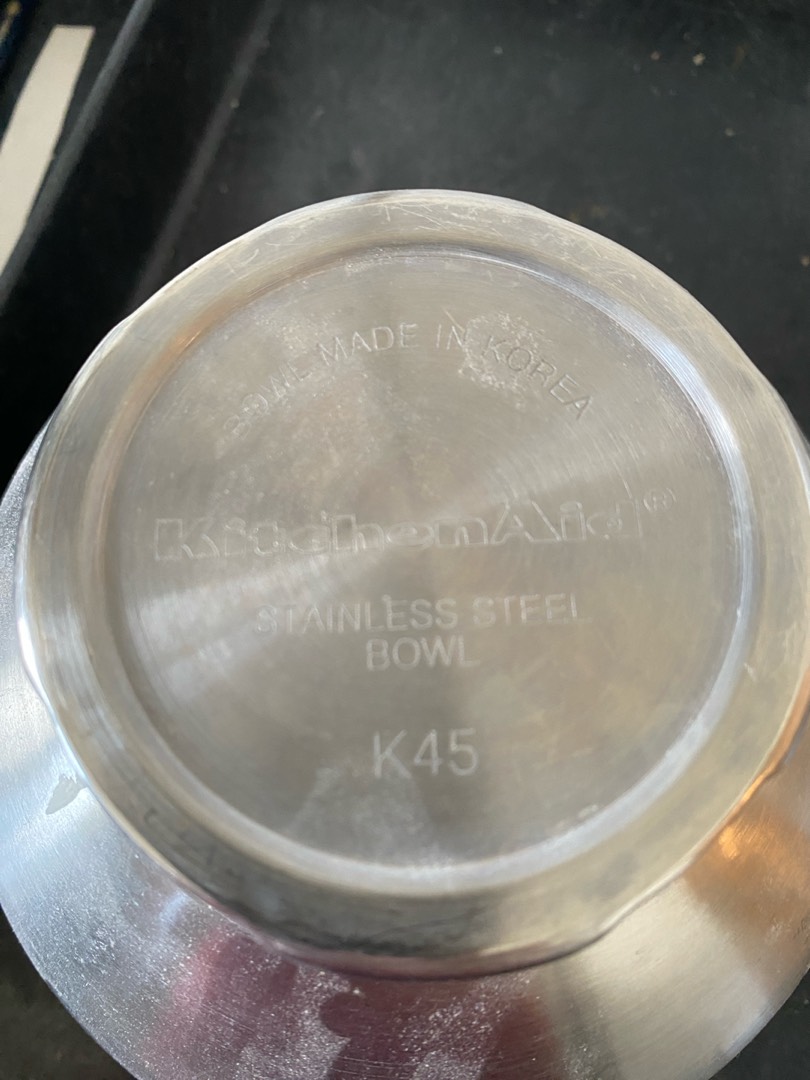 BOWL MADE IN KOREA
KitchenAid®
STAINLESS STEEL
BOWL
K45